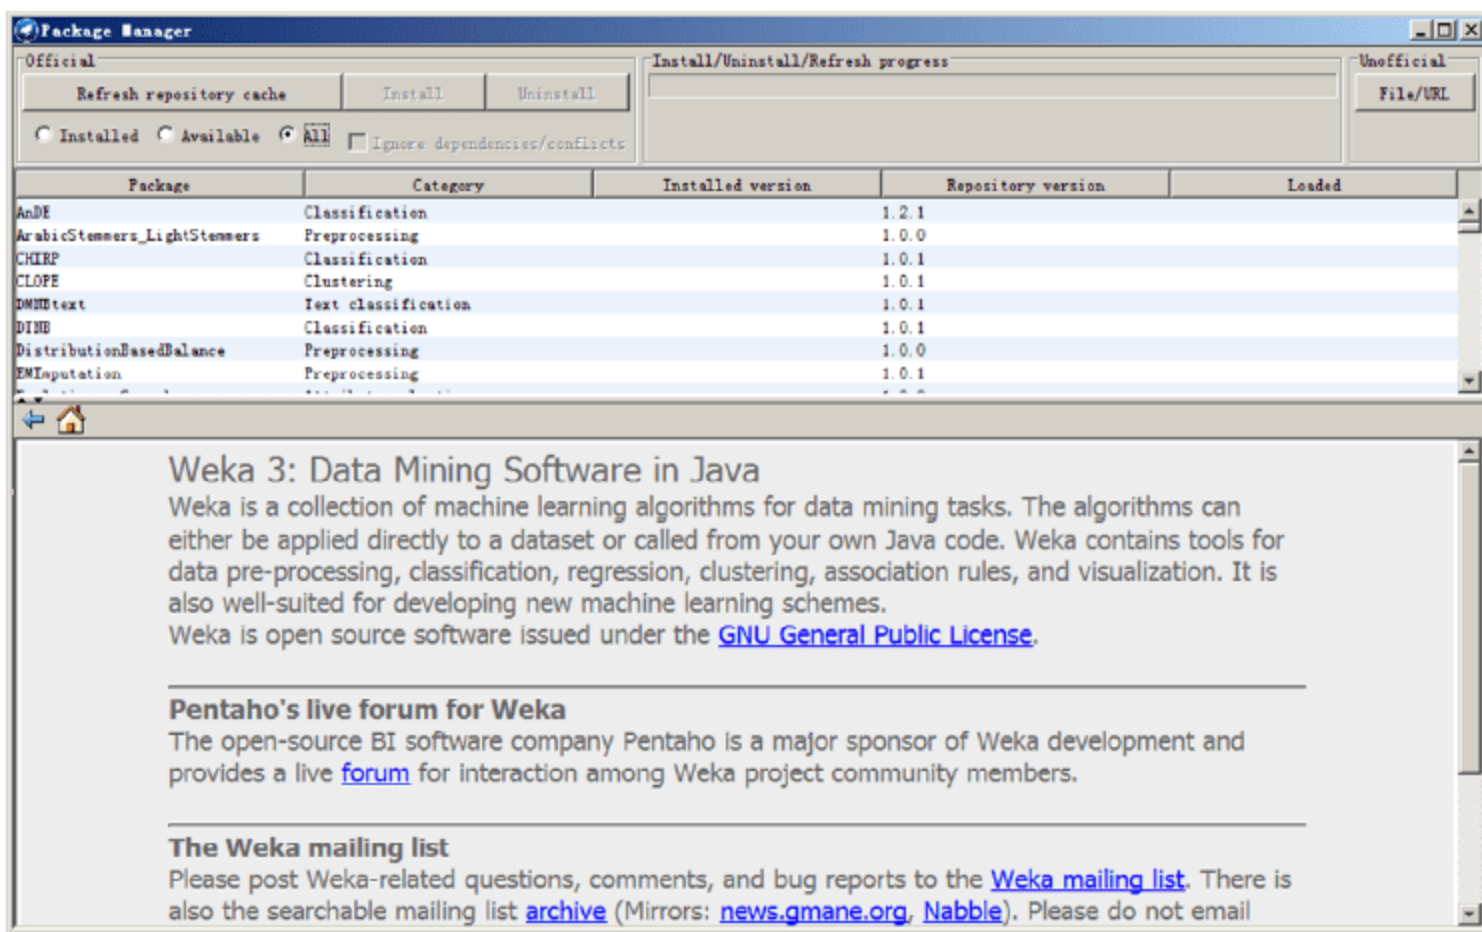 Package Manager
Official
Install/Uninstall/Refresh progress
Unofficial
Refresh repository cache
Install
Uninstall
File/URL
Installed
Available
All
Ignore dependencies/conflicts
Package Category Installed version Repository version Loaded
AnDE Classification 1.2.1
ArabicStemmers_LightStemmers Preprocessing 1.0.0
CHIRP Classification 1.0.1
CLOPE Clustering 1.0.1
DMNBtext Text classification 1.0.1
DTNB Classification 1.0.1
DistributionBasedBalance Preprocessing 1.0.0
EMImputation Preprocessing 1.0.1
Weka 3: Data Mining Software in Java
Weka is a collection of machine learning algorithms for data mining tasks. The algorithms can
either be applied directly to a dataset or called from your own Java code. Weka contains tools for
data pre-processing, classification, regression, clustering, association rules, and visualization. It is
also well-suited for developing new machine learning schemes.
Weka is open source software issued under the GNU General Public License.
Pentaho's live forum for Weka
The open-source BI software company Pentaho is a major sponsor of Weka development and
provides a live forum for interaction among Weka project community members.
The Weka mailing list
Please post Weka-related questions, comments, and bug reports to the Weka mailing list. There is
also the searchable mailing list archive (Mirrors: news.gmane.org, Nabble). Please do not email